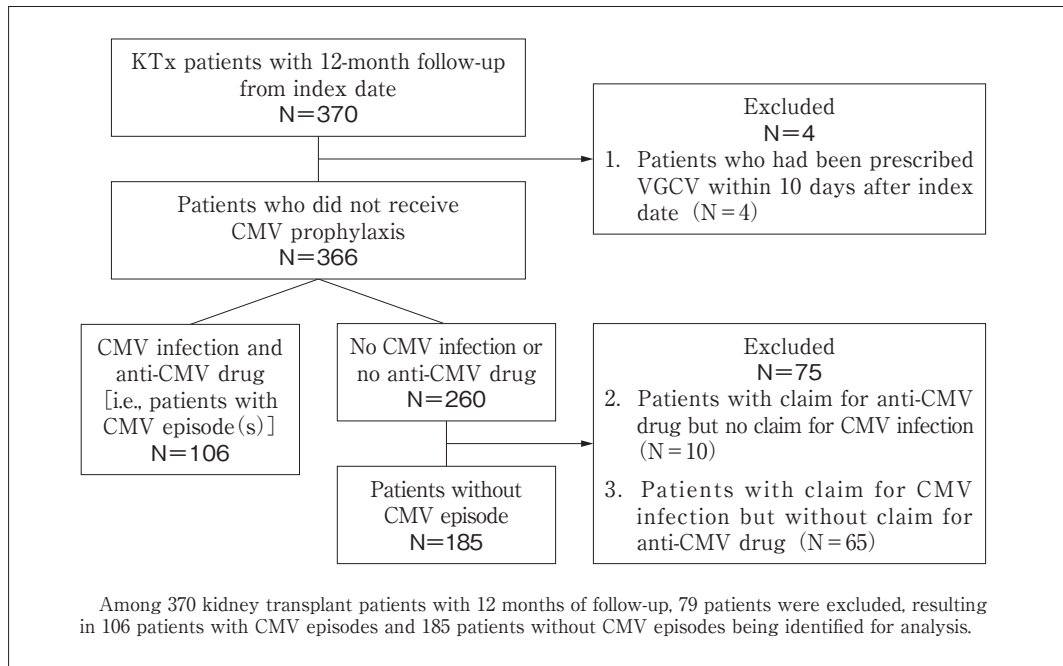 KTx patients with 12-month follow-up
from index date
N=370
Excluded
N=4
1. Patients who had been prescribed
VGCV within 10 days after index
date (N=4)
Patients who did not receive
CMV prophylaxis
N=366
CMV infection and
anti-CMV drug
[i.e., patients with
CMV episode(s)]
N=106
No CMV infection or
no anti-CMV drug
N=260
Excluded
N=75
2. Patients with claim for anti-CMV
drug but no claim for CMV infection
(N=10)
3. Patients with claim for CMV
infection but without claim for
anti-CMV drug (N=65)
Patients without
CMV episode
N=185
Among 370 kidney transplant patients with 12 months of follow-up, 79 patients were excluded, resulting
in 106 patients with CMV episodes and 185 patients without CMV episodes being identified for analysis.